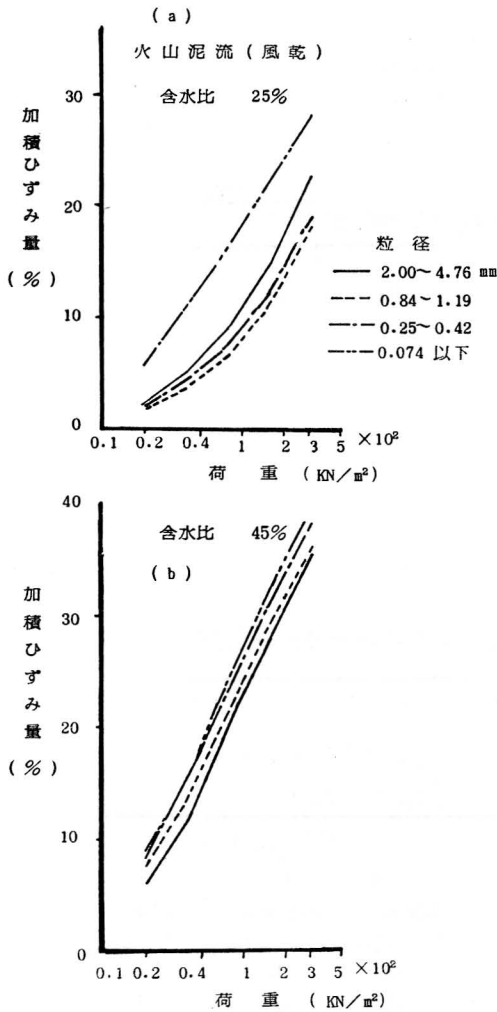 ( a )
火山泥流 ( 風乾 )
含水比 25%
加積ひずみ量
( % )
30
20
10
0
0.1 0.2 0.4 1 2 3 5 ×10²
荷重 ( KN/m² )
粒径
2.00~ 4.76 mm
0.84~ 1.19
0.25~ 0.42
0.074 以下
含水比 45%
( b )
加積ひずみ量
( % )
40
30
20
10
0
0.1 0.2 0.4 1 2 3 5 ×10²
荷重 ( KN/m² )